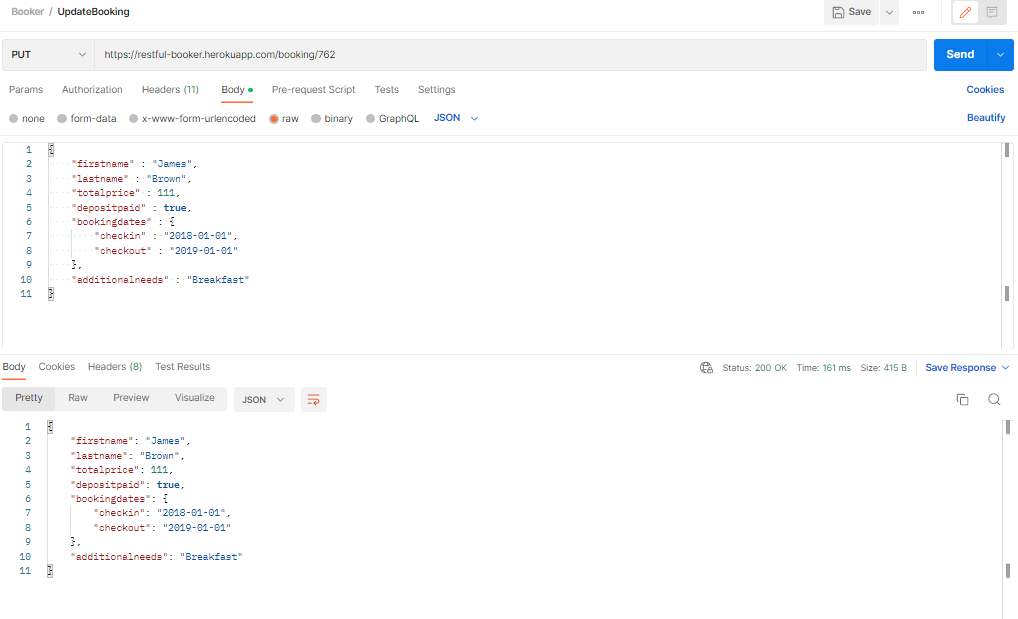 Booker / UpdateBooking Save
PUT https://restful-booker.herokuapp.com/booking/762 Send
Params Authorization Headers (11) Body Pre-request Script Tests Settings Cookies
none form-data x-www-form-urlencoded raw binary GraphQL JSON Beautify
1 {
2 "firstname" : "James",
3 "lastname" : "Brown",
4 "totalprice" : 111,
5 "depositpaid" : true,
6 "bookingdates" : {
7 "checkin" : "2018-01-01",
8 "checkout" : "2019-01-01"
9 },
10 "additionalneeds" : "Breakfast"
11 }
Body Cookies Headers (8) Test Results Status: 200 OK Time: 161 ms Size: 415 B Save Response
Pretty Raw Preview Visualize JSON
1 {
2 "firstname": "James",
3 "lastname": "Brown",
4 "totalprice": 111,
5 "depositpaid": true,
6 "bookingdates": {
7 "checkin": "2018-01-01",
8 "checkout": "2019-01-01"
9 },
10 "additionalneeds": "Breakfast"
11 }